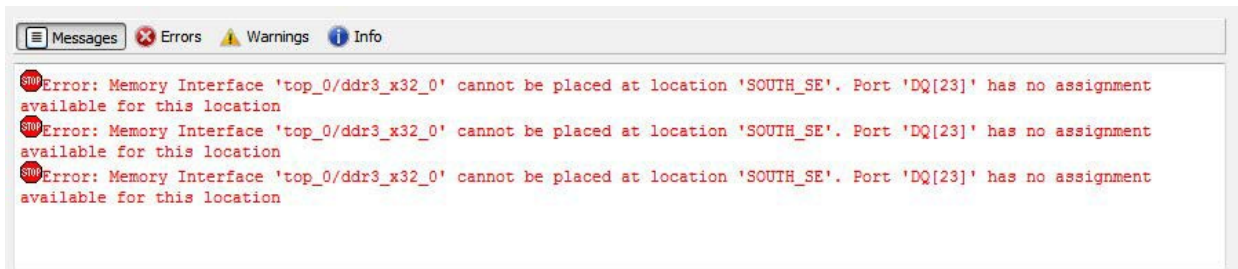 Messages Errors Warnings Info
STOP Error: Memory Interface 'top_0/ddr3_x32_0' cannot be placed at location 'SOUTH_SE'. Port 'DQ[23]' has no assignment
available for this location
STOP Error: Memory Interface 'top_0/ddr3_x32_0' cannot be placed at location 'SOUTH_SE'. Port 'DQ[23]' has no assignment
available for this location
STOP Error: Memory Interface 'top_0/ddr3_x32_0' cannot be placed at location 'SOUTH_SE'. Port 'DQ[23]' has no assignment
available for this location